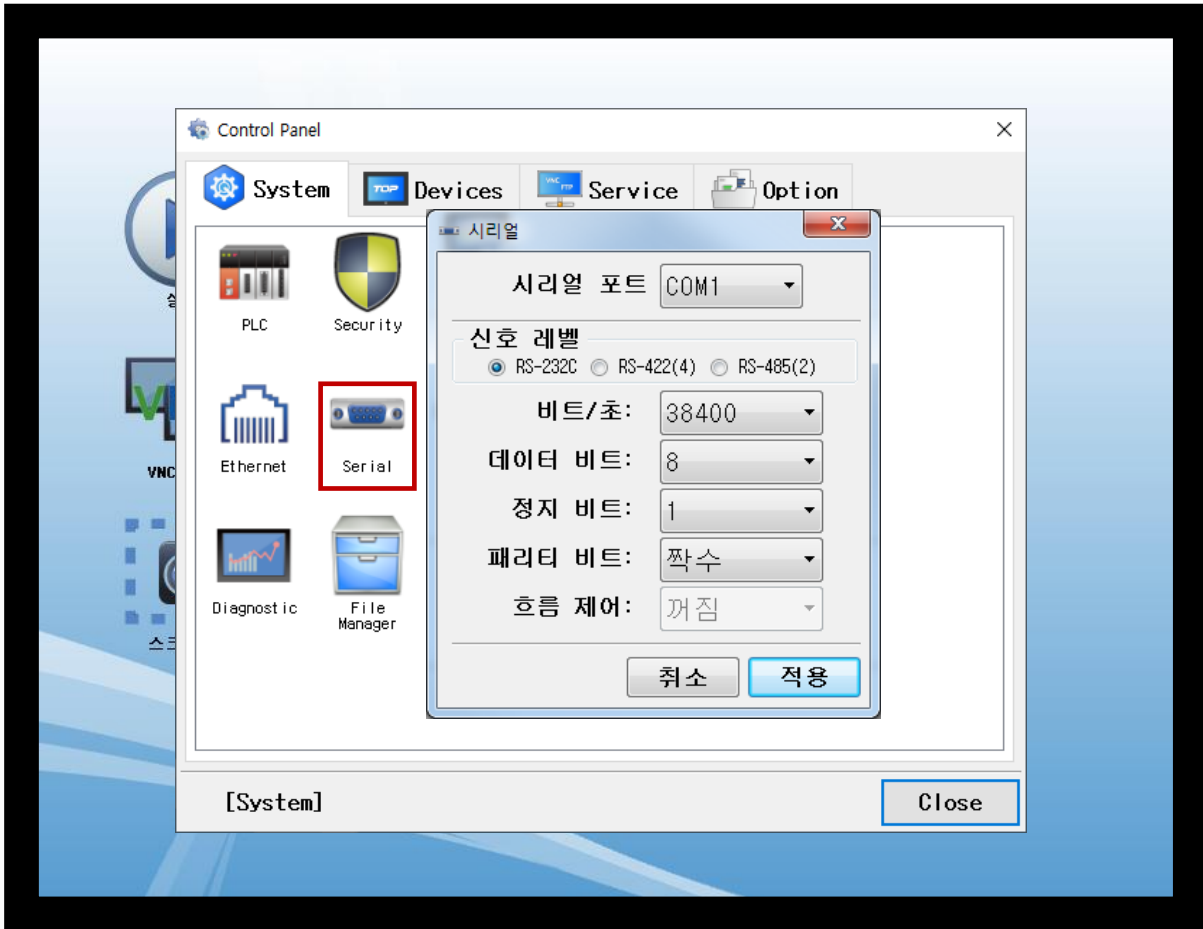 Control Panel
System
TOP
Devices
VNC
FTP
Service
Option
시리얼
시리얼 포트 COM1
신호 레벨
RS-232C RS-422(4) RS-485(2)
비트/초: 38400
데이터 비트: 8
정지 비트: 1
패리티 비트: 짝수
흐름 제어: 꺼짐
취소 적용
PLC Security
Ethernet Serial
Diagnostic File
Manager
VNC
[System] Close